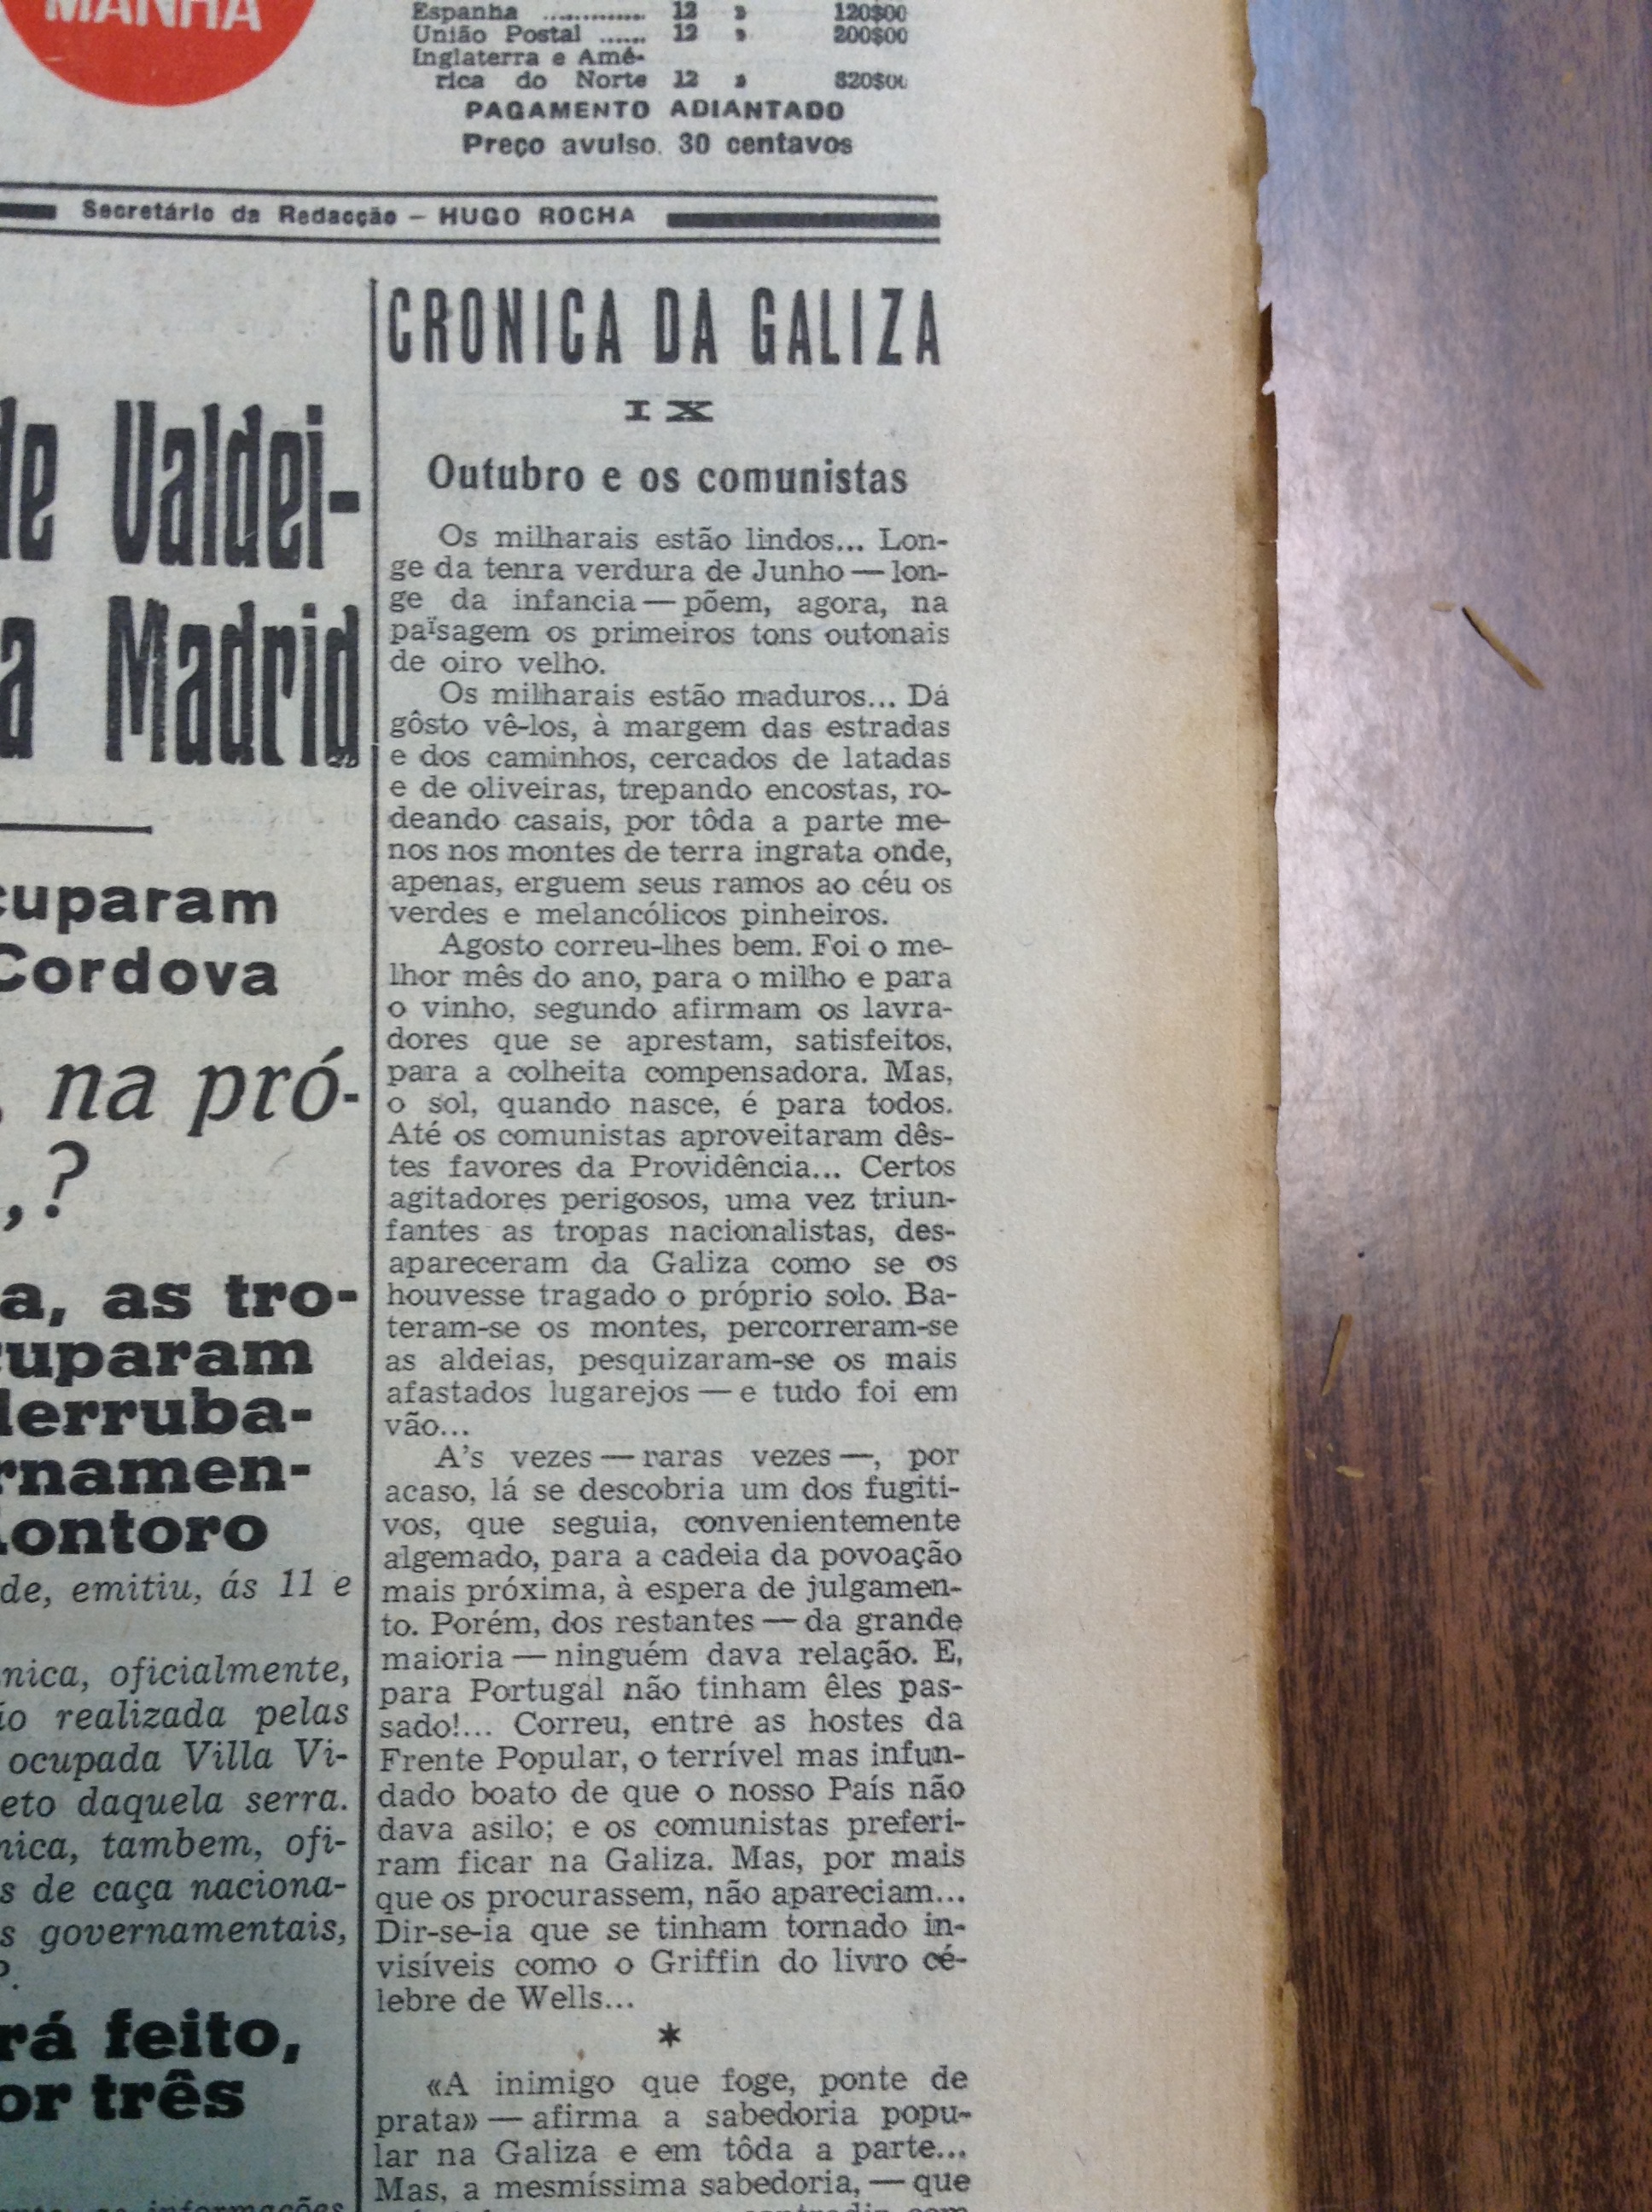 MANHÃ
Espanha ............. 12 » 120$00
União Postal ...... 12 » 200$00
Inglaterra e Amé-
rica do Norte 12 » 320$00
PAGAMENTO ADIANTADO
Preço avulso. 30 centavos
Secretário da Redacção — HUGO ROCHA
de Valdei-
a Madrid
cuparam
Cordova
, na pró-
,?
a, as tro-
cuparam
derruba-
rnamen-
Montoro
de, emitiu, ás 11 e
nica, oficialmente,
ão realizada pelas
ocupada Villa Vi-
eto daquela serra.
nica, tambem, ofi-
s de caça naciona-
s governamentais,
rá feito,
or três
informações
CRONICA DA GALIZA
IX
Outubro e os comunistas
Os milharais estão lindos... Lon-
ge da tenra verdura de Junho — lon-
ge da infancia — põem, agora, na
païsagem os primeiros tons outonais
de oiro velho.
Os milharais estão maduros... Dá
gôsto vê-los, à margem das estradas
e dos caminhos, cercados de latadas
e de oliveiras, trepando encostas, ro-
deando casais, por tôda a parte me-
nos nos montes de terra ingrata onde,
apenas, erguem seus ramos ao céu os
verdes e melancólicos pinheiros.
Agosto correu-lhes bem. Foi o me-
lhor mês do ano, para o milho e para
o vinho, segundo afirmam os lavra-
dores que se aprestam, satisfeitos,
para a colheita compensadora. Mas,
o sol, quando nasce, é para todos.
Até os comunistas aproveitaram dês-
tes favores da Providência... Certos
agitadores perigosos, uma vez triun-
fantes as tropas nacionalistas, des-
apareceram da Galiza como se os
houvesse tragado o próprio solo. Ba-
teram-se os montes, percorreram-se
as aldeias, pesquizaram-se os mais
afastados lugarejos — e tudo foi em
vão...
A's vezes — raras vezes —, por
acaso, lá se descobria um dos fugiti-
vos, que seguia, convenientemente
algemado, para a cadeia da povoação
mais próxima, à espera de julgamen-
to. Porém, dos restantes — da grande
maioria — ninguém dava relação. E,
para Portugal não tinham êles pas-
sado!... Correu, entre as hostes da
Frente Popular, o terrível mas infun-
dado boato de que o nosso País não
dava asilo; e os comunistas preferi-
ram ficar na Galiza. Mas, por mais
que os procurassem, não apareciam...
Dir-se-ia que se tinham tornado in-
visíveis como o Griffin do livro cé-
lebre de Wells...
*
«A inimigo que foge, ponte de
prata» — afirma a sabedoria popu-
lar na Galiza e em tôda a parte...
Mas, a mesmíssima sabedoria, — que